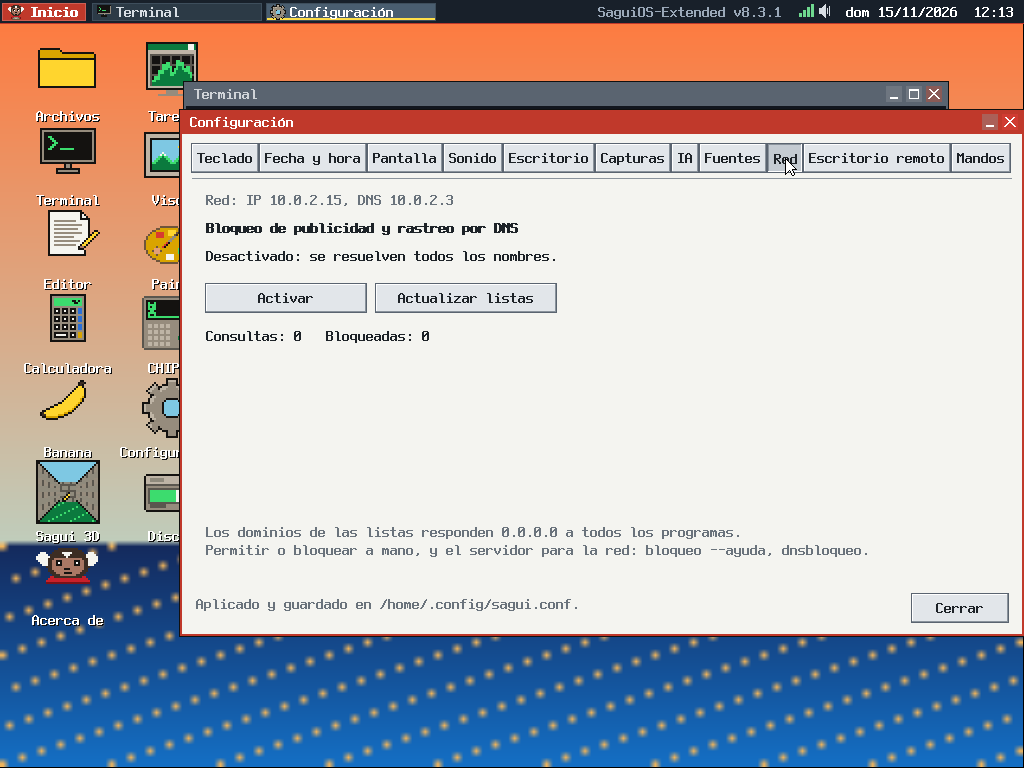 Inicio
Terminal
Configuración
SaguiOS-Extended v8.3.1
dom 15/11/2026
12:13
Archivos
Terminal
Editor
Calculadora
CHIP
Banana
Sagui 3D
Acerca de
Terminal
Configuración
Teclado
Fecha y hora
Pantalla
Sonido
Escritorio
Capturas
IA
Fuentes
Red
Escritorio remoto
Mandos
Red: IP 10.0.2.15, DNS 10.0.2.3
Bloqueo de publicidad y rastreo por DNS
Desactivado: se resuelven todos los nombres.
Activar
Actualizar listas
Consultas: 0   Bloqueadas: 0
Los dominios de las listas responden 0.0.0.0 a todos los programas.
Permitir o bloquear a mano, y el servidor para la red: bloqueo --ayuda, dnsbloqueo.
Aplicado y guardado en /home/.config/sagui.conf.
Cerrar